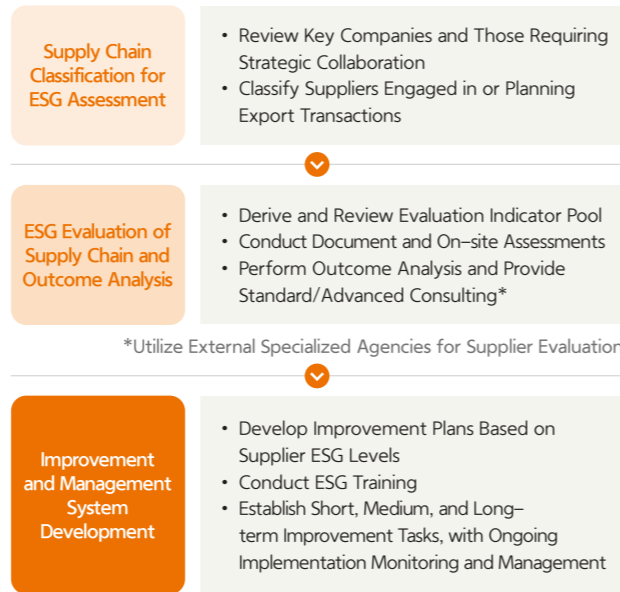 Supply Chain
Classification for
ESG Assessment
• Review Key Companies and Those Requiring
Strategic Collaboration
• Classify Suppliers Engaged in or Planning
Export Transactions
ESG Evaluation of
Supply Chain and
Outcome Analysis
• Derive and Review Evaluation Indicator Pool
• Conduct Document and On-site Assessments
• Perform Outcome Analysis and Provide
Standard/Advanced Consulting*
*Utilize External Specialized Agencies for Supplier Evaluation
Improvement
and Management
System
Development
• Develop Improvement Plans Based on
Supplier ESG Levels
• Conduct ESG Training
• Establish Short, Medium, and Long-
term Improvement Tasks, with Ongoing
Implementation Monitoring and Management